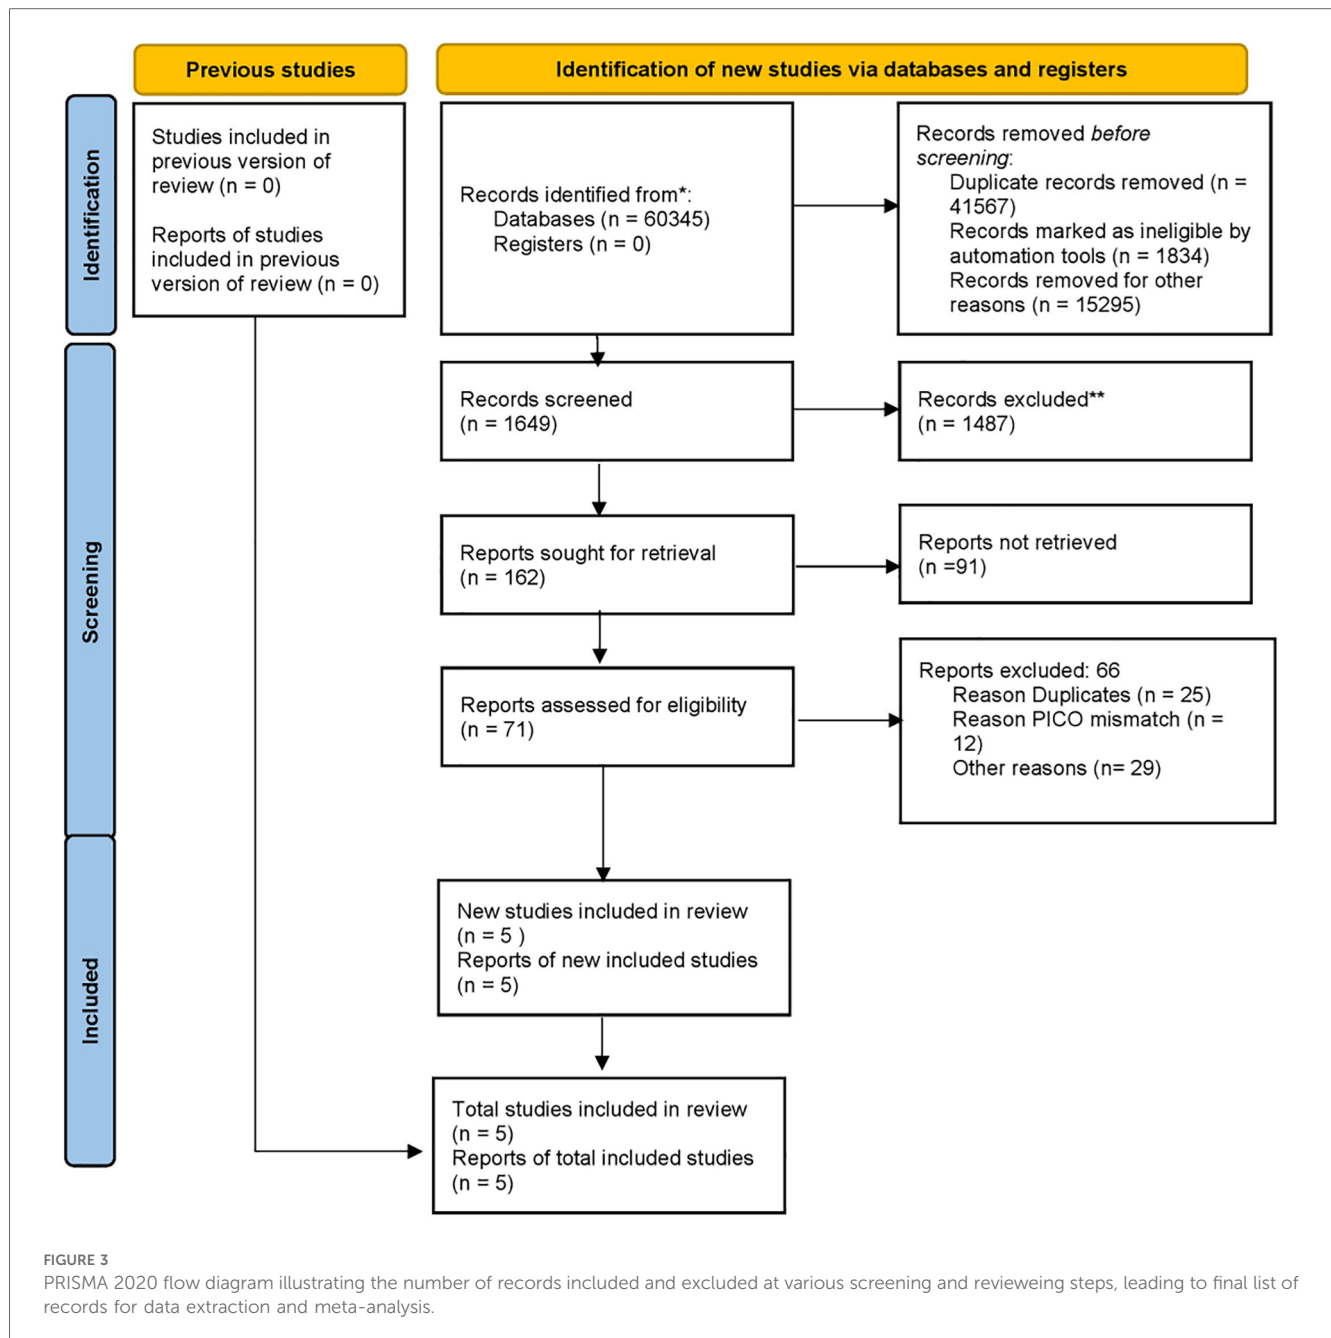 Previous studies
Identification of new studies via databases and registers
Identification
Studies included in
previous version of
review (n = 0)
Reports of studies
included in previous
version of review (n = 0)
Records identified from*:
Databases (n = 60345)
Registers (n = 0)
Records removed before
screening:
Duplicate records removed (n =
41567)
Records marked as ineligible by
automation tools (n = 1834)
Records removed for other
reasons (n = 15295)
Screening
Records screened
(n = 1649)
Records excluded**
(n = 1487)
Reports sought for retrieval
(n = 162)
Reports not retrieved
(n =91)
Reports assessed for eligibility
(n = 71)
Reports excluded: 66
Reason Duplicates (n = 25)
Reason PICO mismatch (n =
12)
Other reasons (n= 29)
Included
New studies included in review
(n = 5 )
Reports of new included studies
(n = 5)
Total studies included in review
(n = 5)
Reports of total included studies
(n = 5)
FIGURE 3
PRISMA 2020 flow diagram illustrating the number of records included and excluded at various screening and revieweing steps, leading to final list of
records for data extraction and meta-analysis.